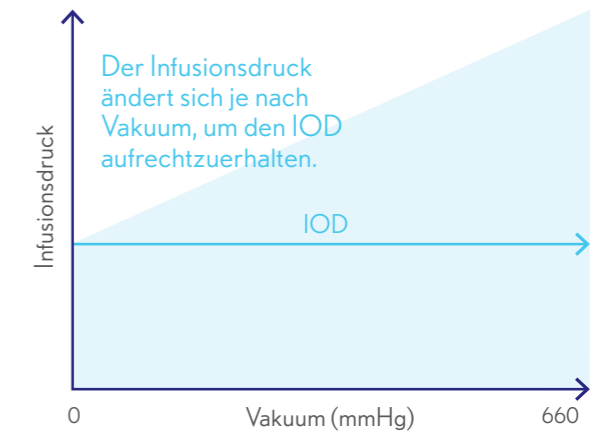 Der Infusionsdruck
ändert sich je nach
Vakuum, um den IOD
aufrechtzuerhalten.
Infusionsdruck
IOD
0
Vakuum (mmHg)
660